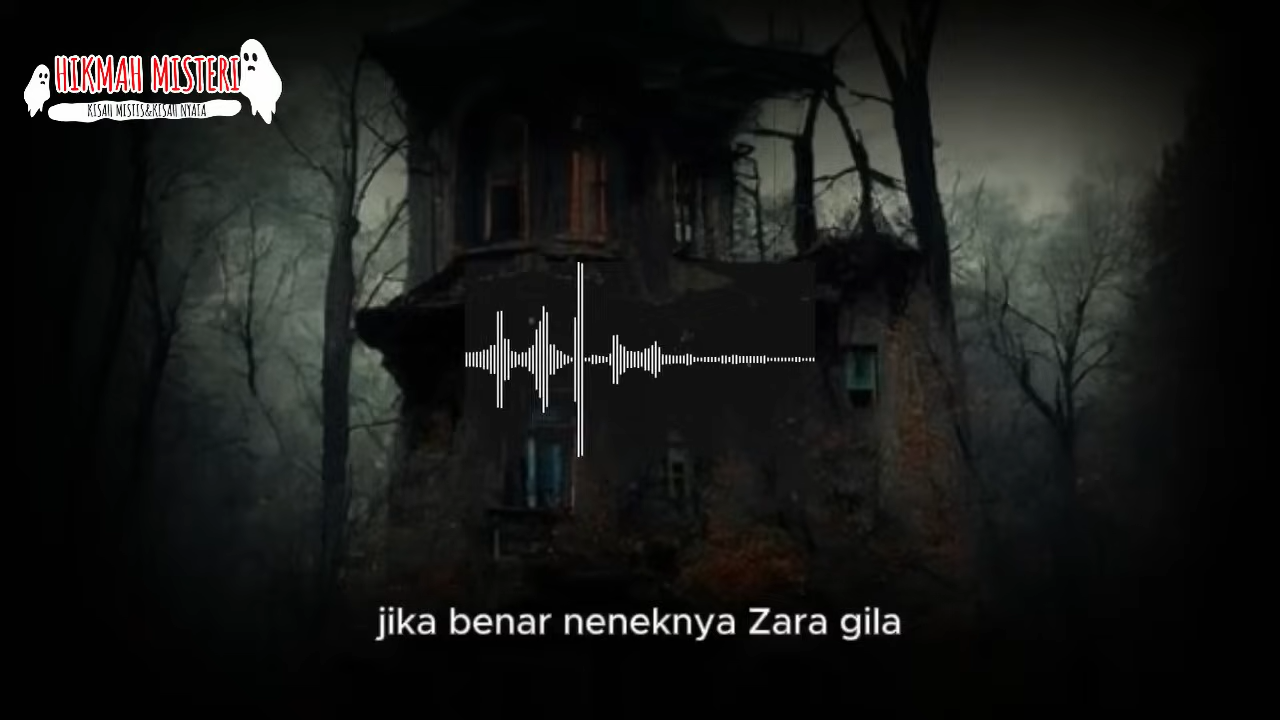 HIKMAH MISTERI
KISAH MISTIS&KISAH NYATA
jika benar neneknya Zara gila